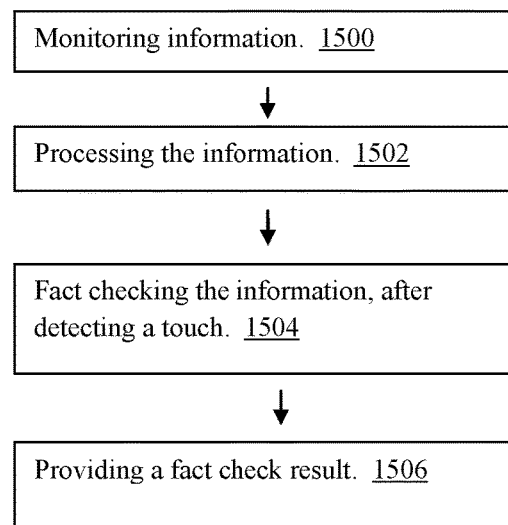 Monitoring information. 1500
Processing the information. 1502
Fact checking the information, after
detecting a touch. 1504
Providing a fact check result. 1506